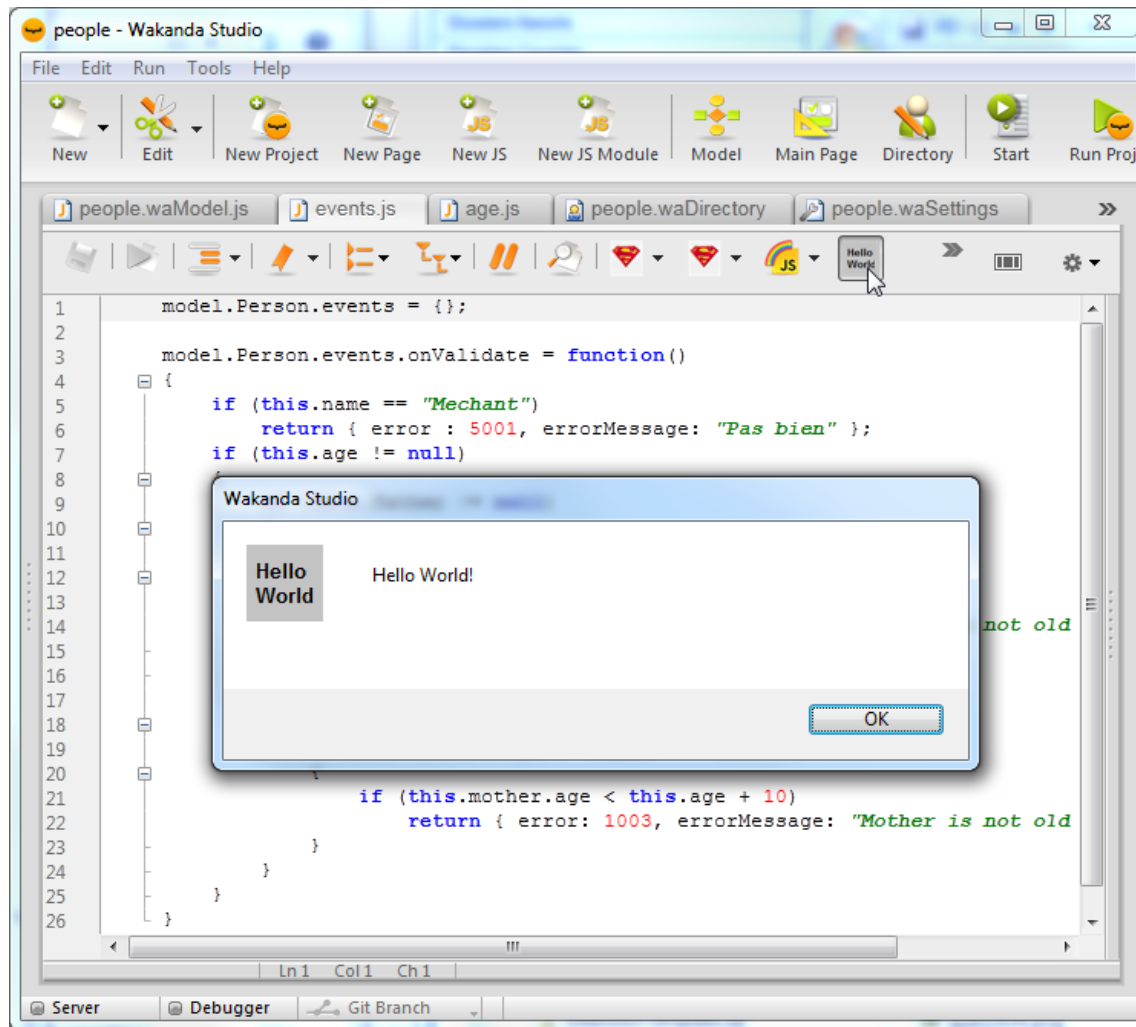 people - Wakanda Studio
File Edit Run Tools Help
New Edit New Project New Page New JS New JS Module Model Main Page Directory Start Run Proj
people.waModel.js events.js age.js people.waDirectory people.waSettings
JS Hello World
1 model.Person.events = {};
2
3 model.Person.events.onValidate = function()
4 {
5 if (this.name == "Mechant")
6 return { error : 5001, errorMessage: "Pas bien" };
7 if (this.age != null)
8
9
10
11
12
13
14 not old
15
16
17
18
19
20 {
21 if (this.mother.age < this.age + 10)
22 return { error: 1003, errorMessage: "Mother is not old
23 }
24 }
25 }
26 }
Wakanda Studio
Hello
World
Hello World!
OK
Ln 1 Col 1 Ch 1
Server Debugger Git Branch